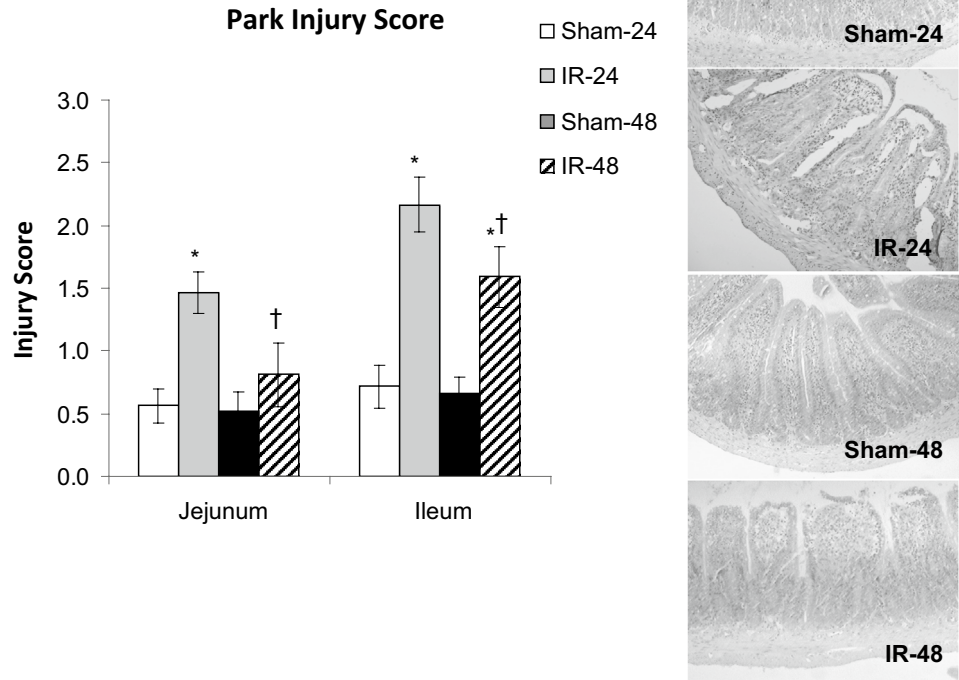 Park Injury Score
Sham-24
IR-24
Sham-48
IR-48
3.0
2.5
2.0
1.5
1.0
0.5
0.0
Injury Score
*
†
*
*†
Jejunum
Ileum
Sham-24
IR-24
Sham-48
IR-48